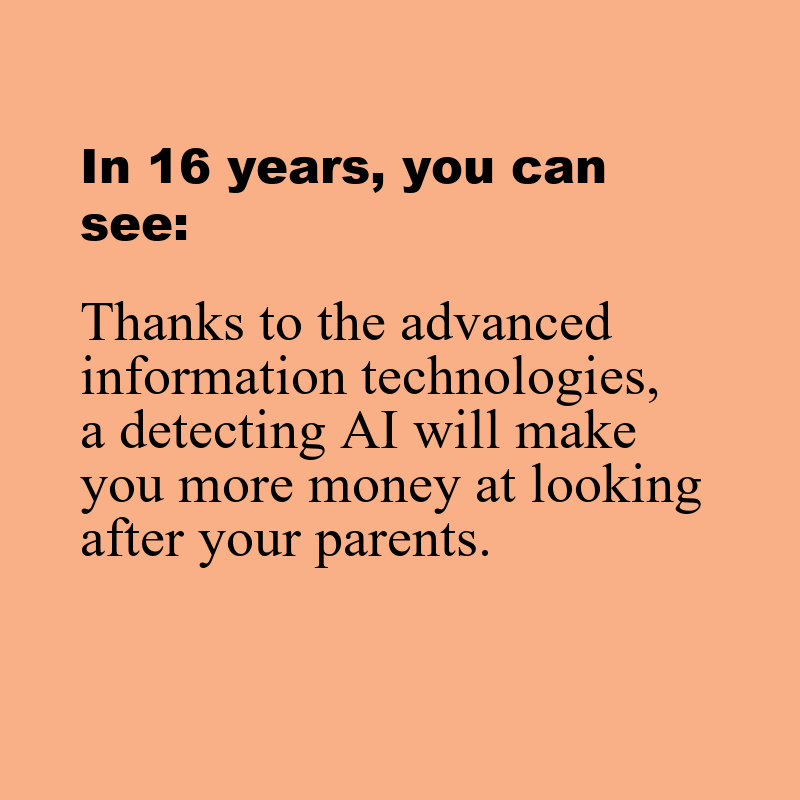 In 16 years, you can
see:
Thanks to the advanced
information technologies,
a detecting AI will make
you more money at looking
after your parents.